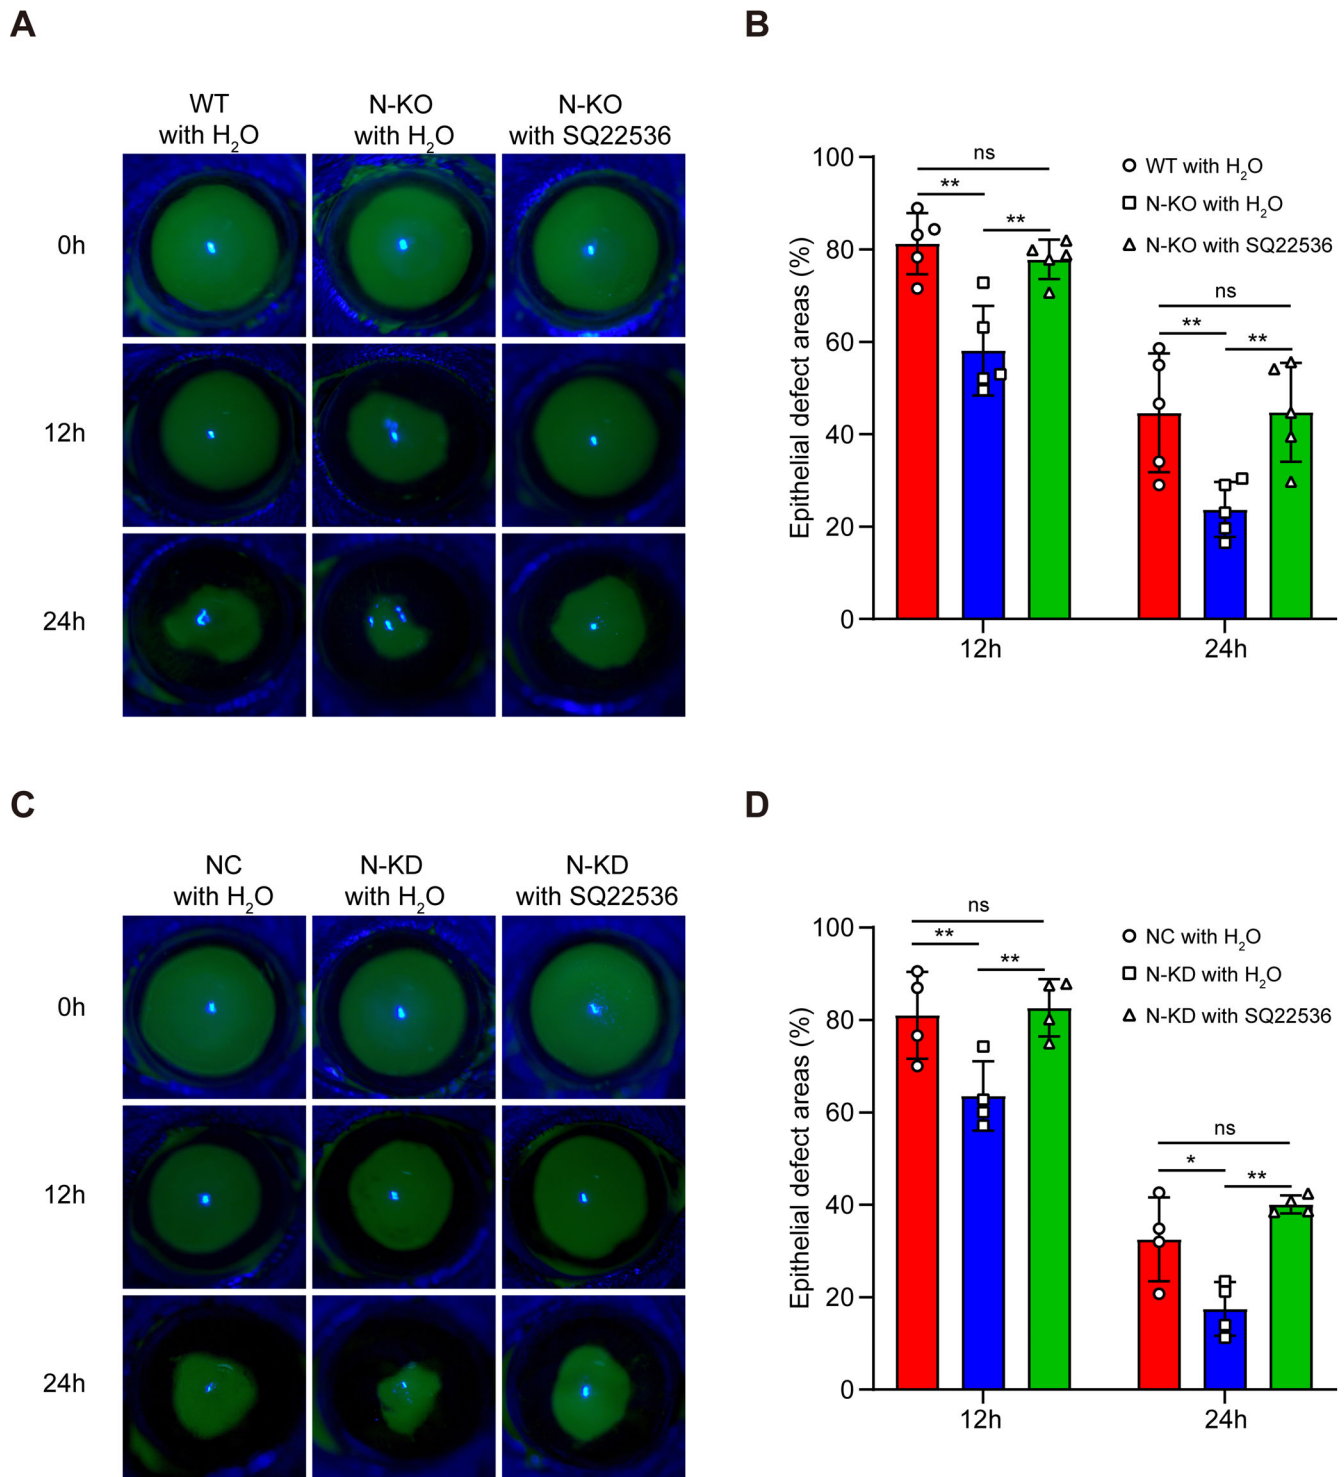 A
WT
with H₂O
N-KO
with H₂O
N-KO
with SQ22536
0h
12h
24h
B
100
80
60
40
20
0
Epithelial defect areas (%)
ns
**
**
ns
**
**
12h
24h
WT with H₂O
N-KO with H₂O
N-KO with SQ22536
C
NC
with H₂O
N-KD
with H₂O
N-KD
with SQ22536
0h
12h
24h
D
100
80
60
40
20
0
Epithelial defect areas (%)
ns
**
**
ns
*
**
12h
24h
NC with H₂O
N-KD with H₂O
N-KD with SQ22536